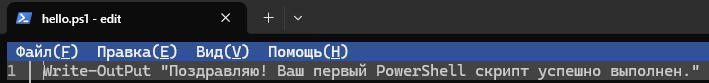 hello.ps1 - edit
Файл(F) Правка(E) Вид(V) Помощь(H)
1 Write-OutPut "Поздравляю! Ваш первый PowerShell скрипт успешно выполнен."